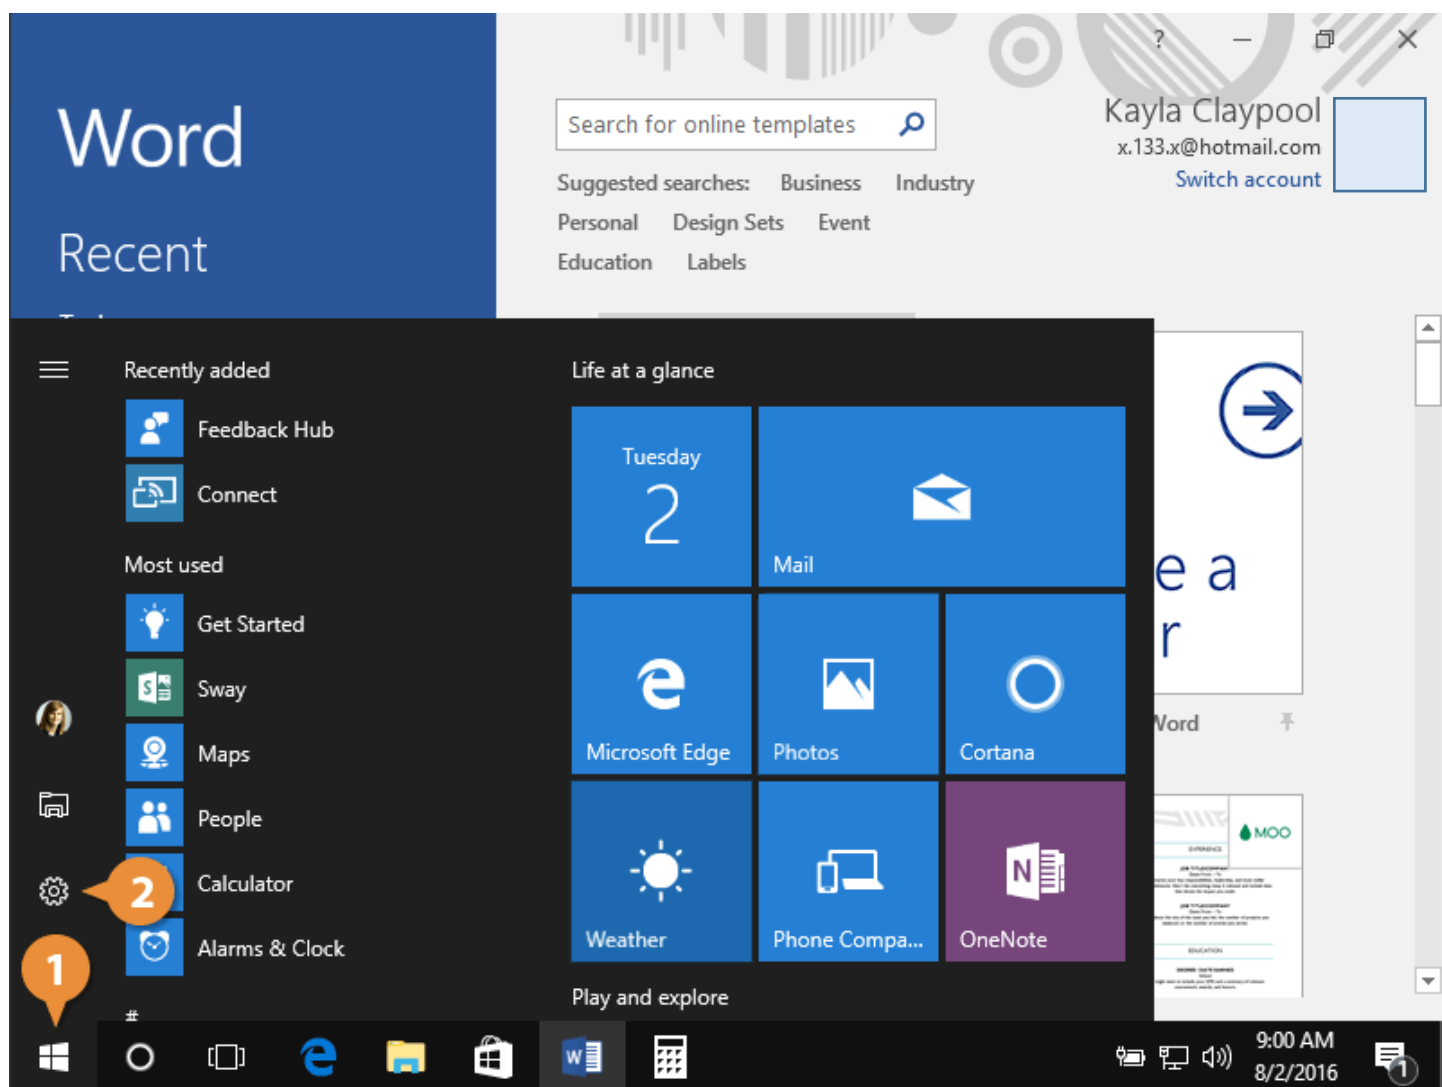 Word
Recent
?
Search for online templates
Suggested searches: Business Industry
Personal Design Sets Event
Education Labels
Kayla Claypool
x.133.x@hotmail.com
Switch account
Recently added
Feedback Hub
Connect
Most used
Get Started
Sway
Maps
People
Calculator
Alarms & Clock
#
Life at a glance
Tuesday
2
Mail
Microsoft Edge
Photos
Cortana
Weather
Phone Compa...
OneNote
Play and explore
e a
r
Word
MOO
EXPERIENCE
EDUCATION
1
2
9:00 AM
8/2/2016
1